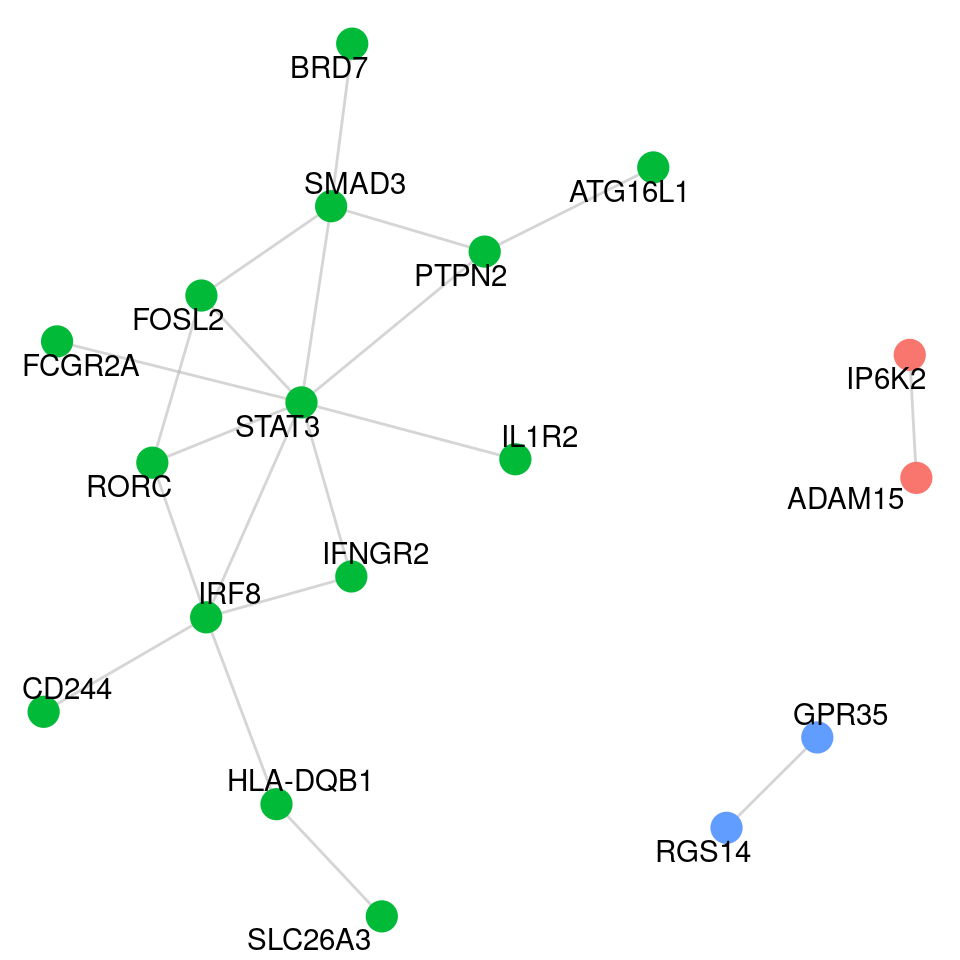 BRD7
SMAD3
ATG16L1
PTPN2
FOSL2
FCGR2A
IP6K2
STAT3
IL1R2
RORC
ADAM15
IFNGR2
IRF8
CD244
GPR35
HLA-DQB1
RGS14
SLC26A3